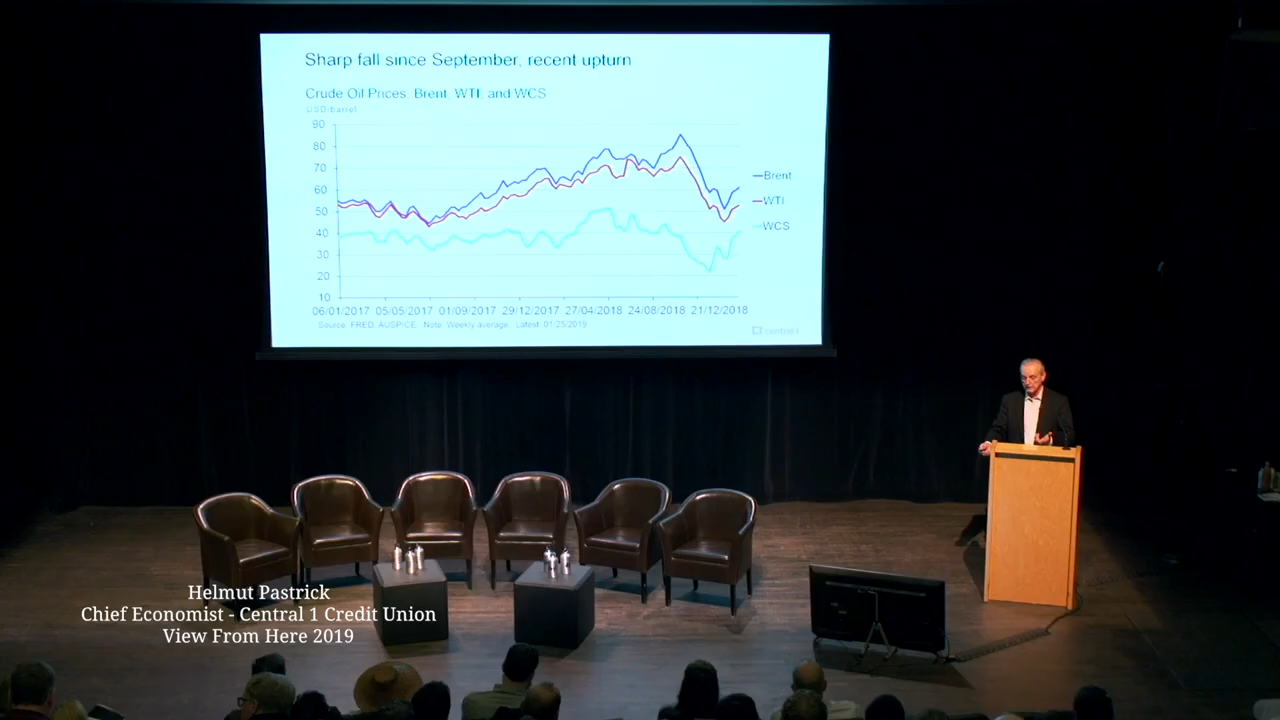 Sharp fall since September, recent upturn
Crude Oil Prices: Brent, WTI, and WCS
USD/barrel
90
80
70
60
50
40
30
20
10
Brent
WTI
WCS
06/01/2017 05/05/2017 01/09/2017 29/12/2017 27/04/2018 24/08/2018 21/12/2018
Source: FRED, AUSPICE. Note: Weekly average. Latest: 01/25/2019
central 1
Helmut Pastrick
Chief Economist - Central 1 Credit Union
View From Here 2019